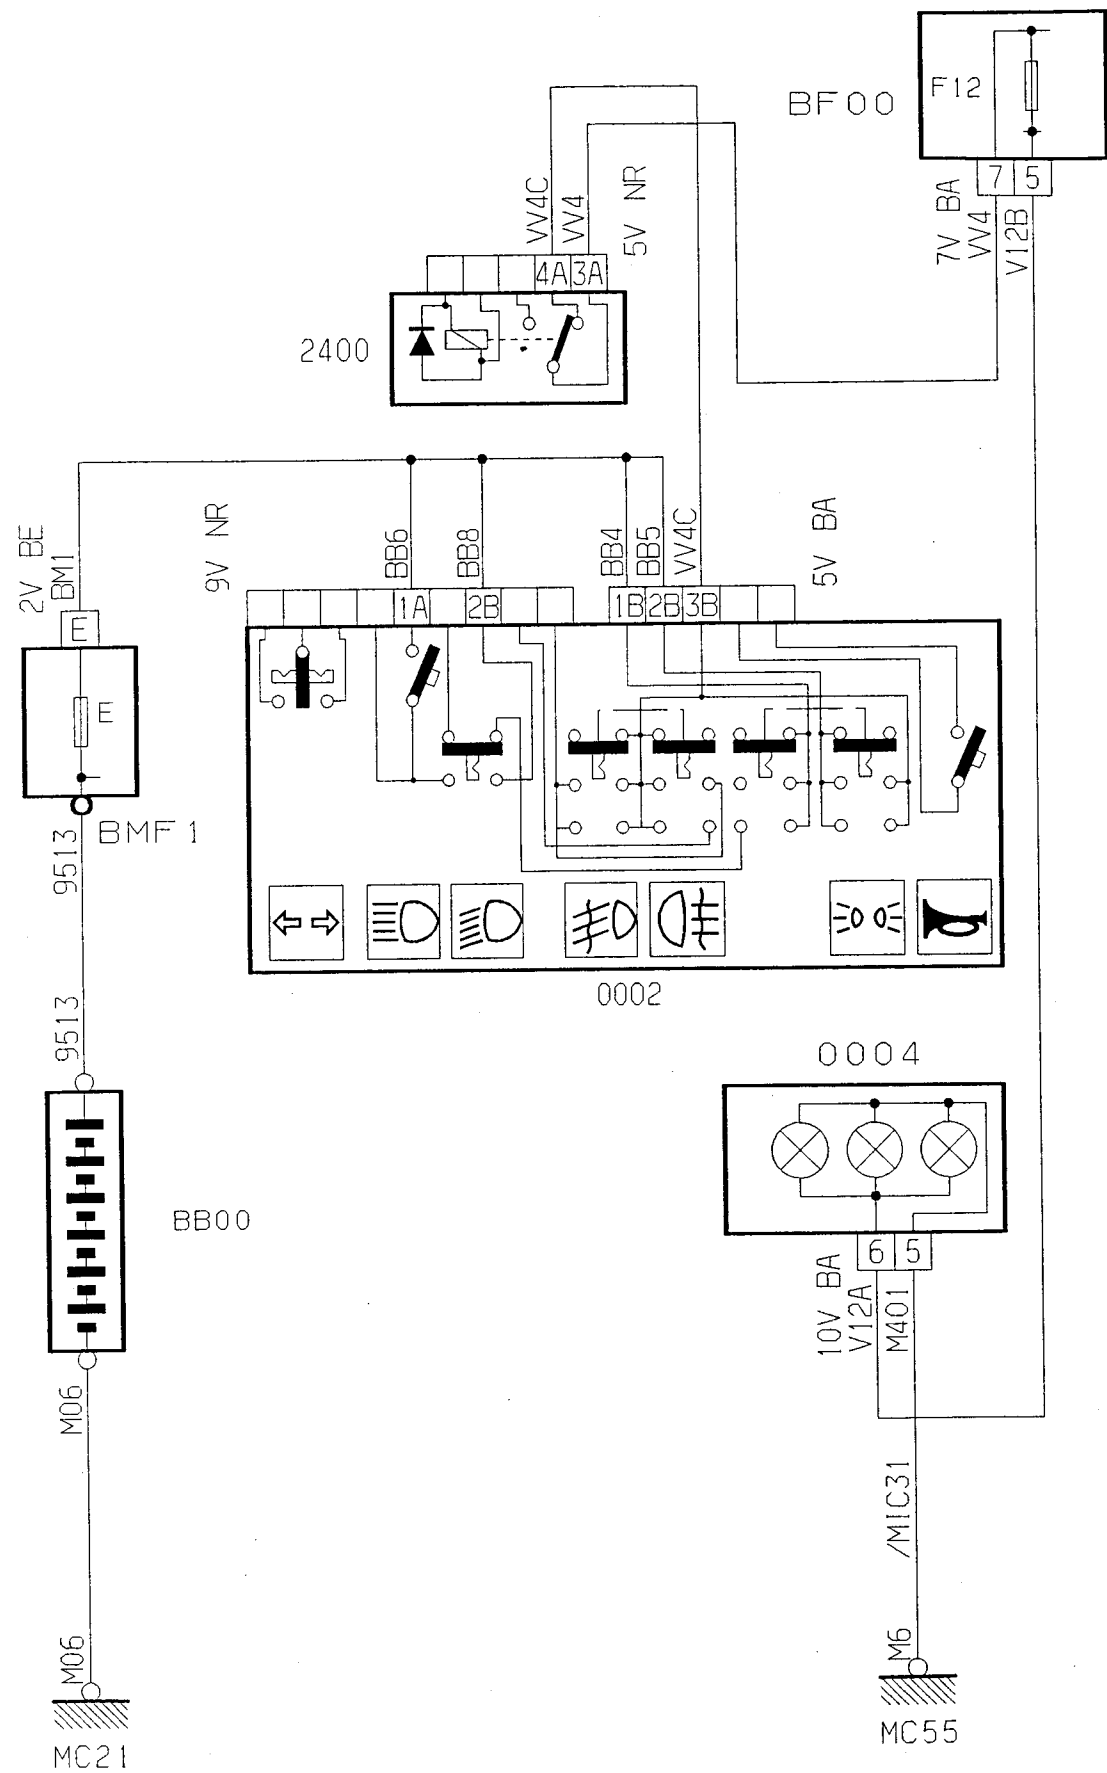 BF00
F12
7
5
7V BA
VV4
V12B
VV4C
VV4
5V NR
4A
3A
2400
2V BE
BM1
9V NR
BB6
BB8
BB4
BB5
VV4C
5V BA
1A
2B
1B
2B
3B
E
E
BMF1
9513
9513
0002
0004
BB00
6
5
10V BA
V12A
M401
M06
/MIC31
M06
M6
MC21
MC55